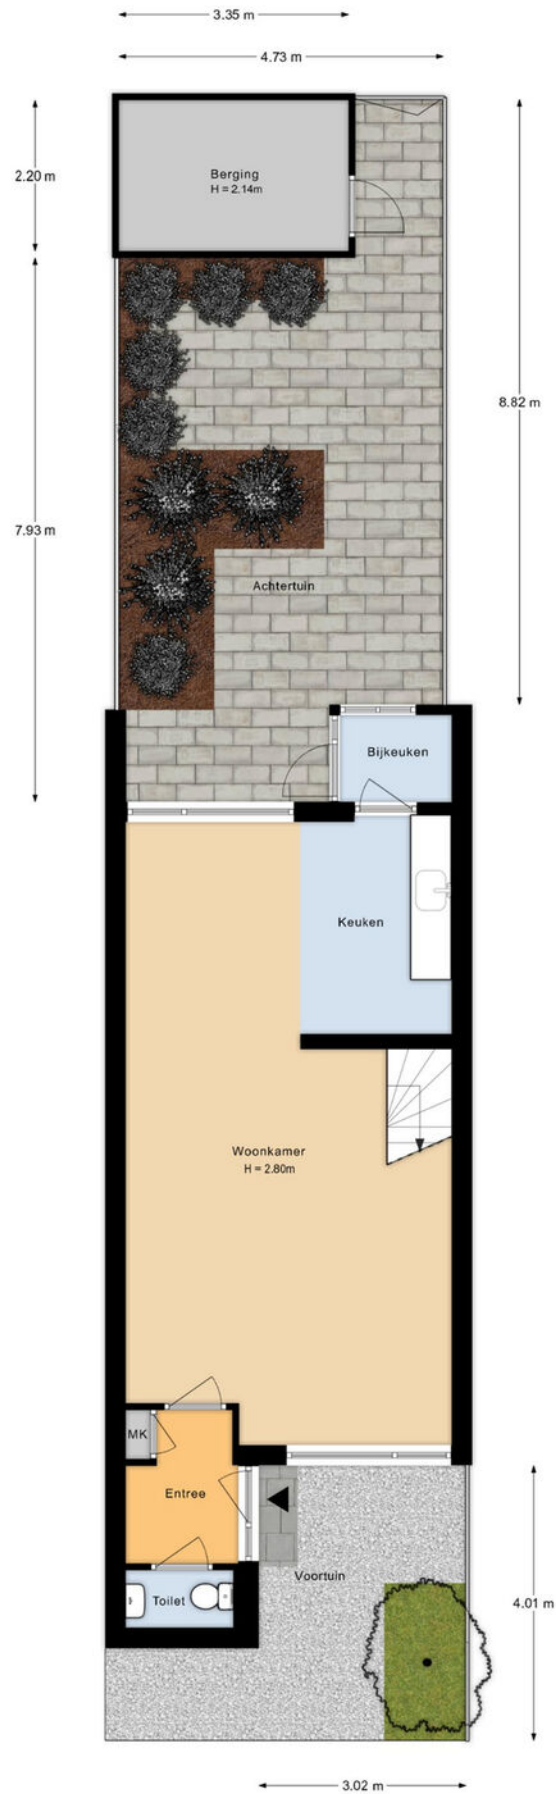 3.35 m
4.73 m
2.20 m
Berging
H = 2.14m
8.82 m
7.93 m
Achtertuin
Bijkeuken
Keuken
Woonkamer
H = 2.80m
MK
Entree
Voortuin
Toilet
4.01 m
3.02 m